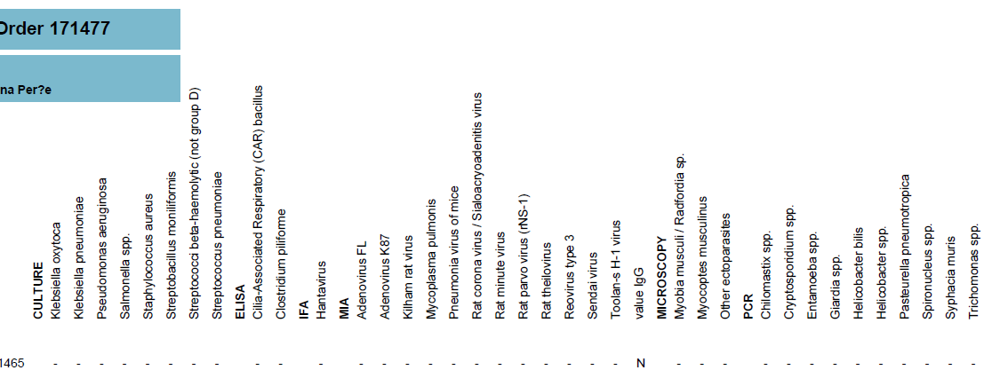 Order 171477
na Per?e
CULTURE
Klebsiella oxytoca
Klebsiella pneumoniae
Pseudomonas aeruginosa
Salmonella spp.
Staphylococcus aureus
Streptobacillus moniliformis
Streptococci beta-haemolytic (not group D)
Streptococcus pneumoniae
ELISA
Cilia-Associated Respiratory (CAR) bacillus
Clostridium piliforme
IFA
Hantavirus
MIA
Adenovirus FL
Adenovirus K87
Kilham rat virus
Mycoplasma pulmonis
Pneumonia virus of mice
Rat corona virus / Sialoacryoadenitis virus
Rat minute virus
Rat parvo virus (rNS-1)
Rat theilovirus
Reovirus type 3
Sendai virus
Toolan-s H-1 virus
value IgG
MICROSCOPY
Myobia musculi / Radfordia sp.
Myocoptes musculinus
Other ectoparasites
PCR
Chilomastix spp.
Cryptosporidium spp.
Entamoeba spp.
Giardia spp.
Helicobacter bilis
Helicobacter spp.
Pasteurella pneumotropica
Spironucleus spp.
Syphacia muris
Trichomonas spp.
1465 - - - - - - - - - - - - - - - - - - - - - - - N - - - - - - - - - - - - -